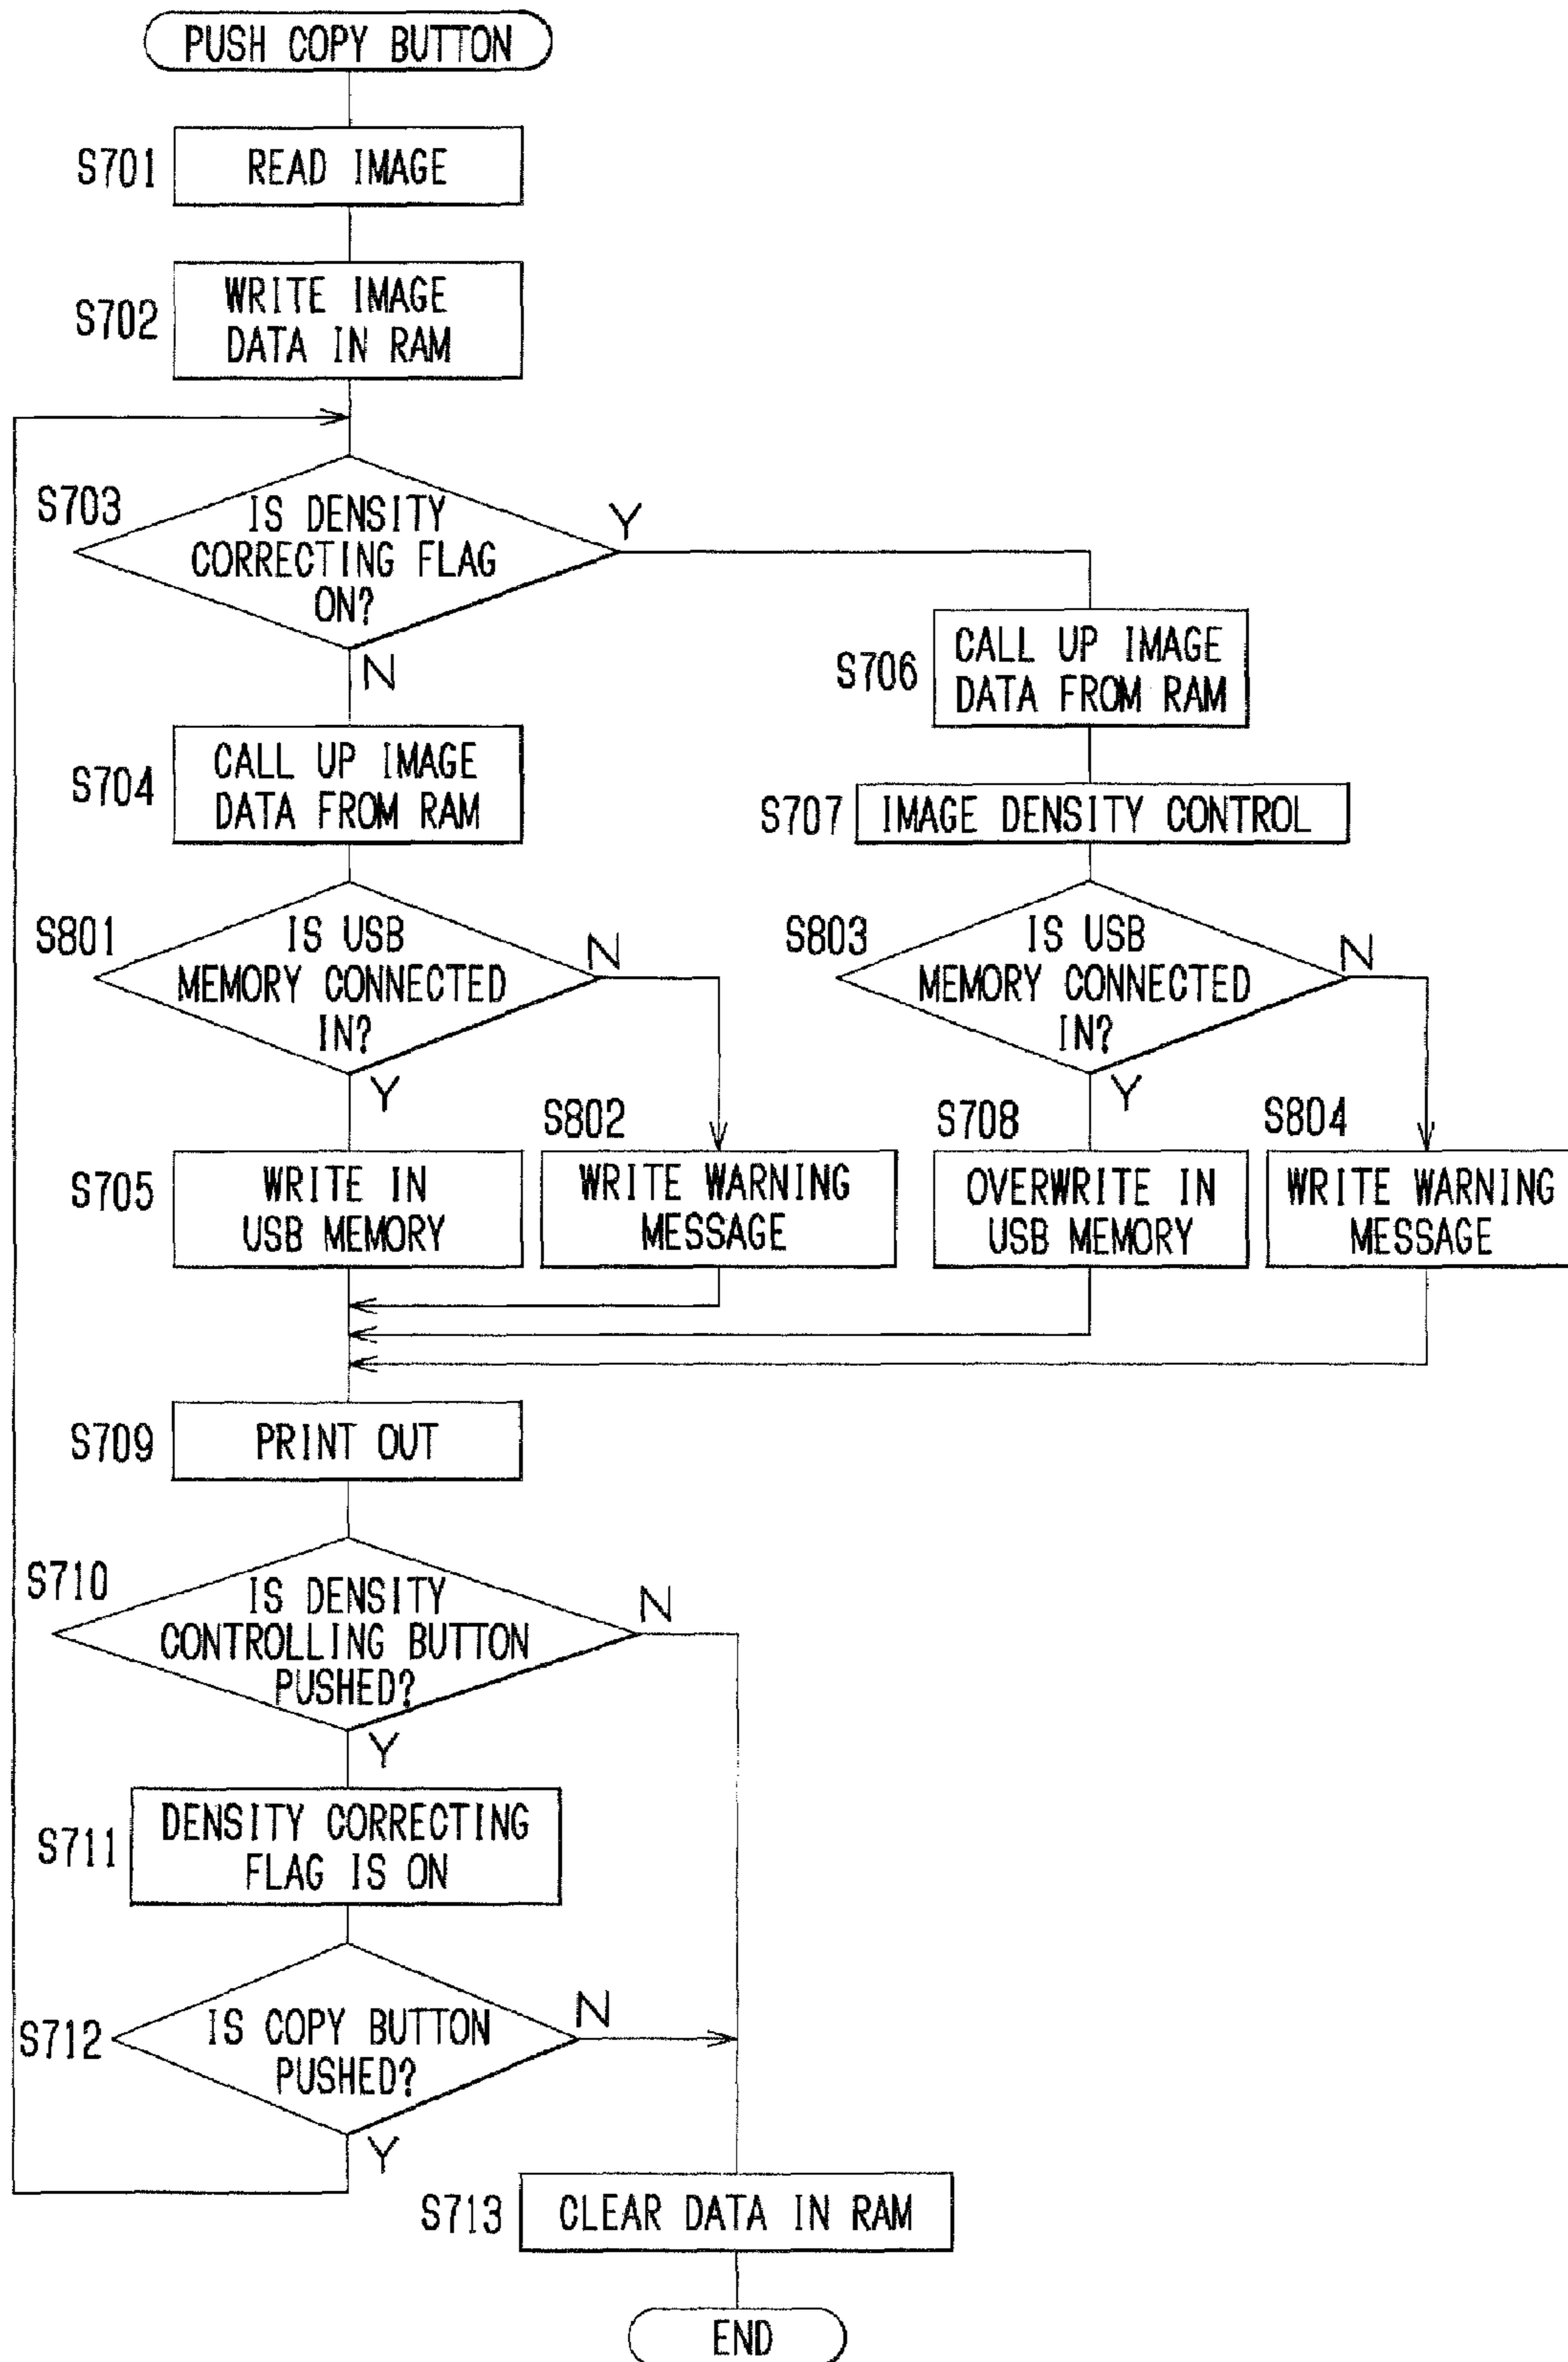 PUSH COPY BUTTON
S701
READ IMAGE
S702
WRITE IMAGE
DATA IN RAM
S703
IS DENSITY
CORRECTING FLAG
ON?
Y
N
S706
CALL UP IMAGE
DATA FROM RAM
S704
CALL UP IMAGE
DATA FROM RAM
S707
IMAGE DENSITY CONTROL
S801
IS USB
MEMORY CONNECTED
IN?
N
Y
S803
IS USB
MEMORY CONNECTED
IN?
N
Y
S705
WRITE IN
USB MEMORY
S802
WRITE WARNING
MESSAGE
S708
OVERWRITE IN
USB MEMORY
S804
WRITE WARNING
MESSAGE
S709
PRINT OUT
S710
IS DENSITY
CONTROLLING BUTTON
PUSHED?
N
Y
S711
DENSITY CORRECTING
FLAG IS ON
S712
IS COPY BUTTON
PUSHED?
N
Y
S713
CLEAR DATA IN RAM
END